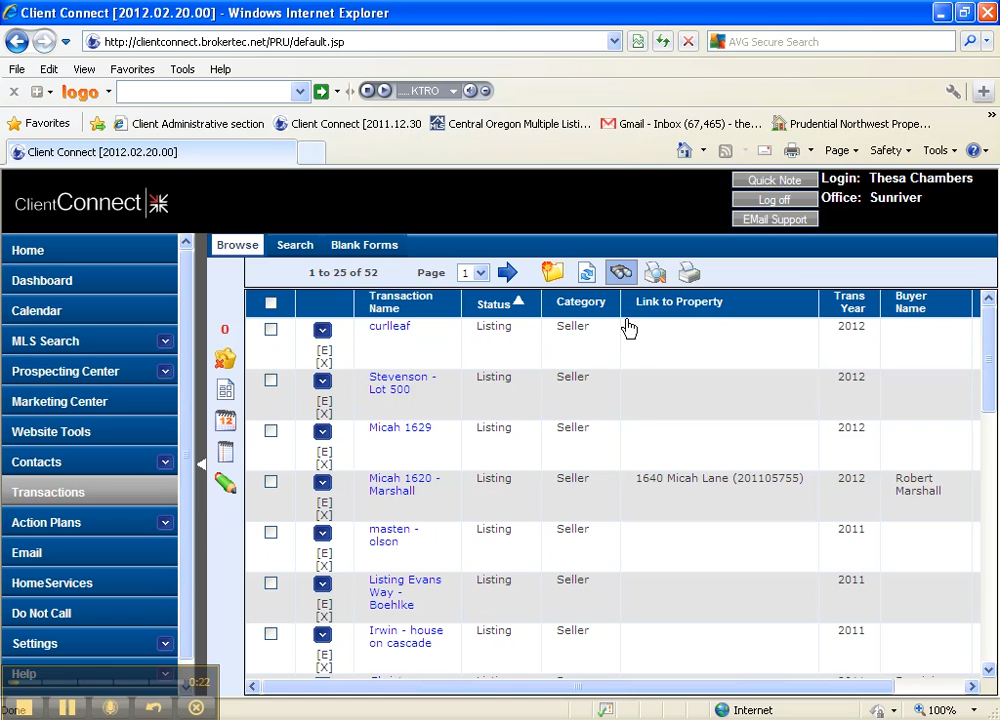 Client Connect [2012.02.20.00] - Windows Internet Explorer
http://clientconnect.brokertec.net/PRU/default.jsp
AVG Secure Search
File Edit View Favorites Tools Help
logo
.....KTRO
Favorites
Client Administrative section
Client Connect [2011.12.30
Central Oregon Multiple Listi...
Gmail - Inbox (67,465) - the...
Prudential Northwest Prope...
»
Client Connect [2012.02.20.00]
Page
Safety
Tools
ClientConnect
Quick Note
Log off
EMail Support
Login: Thesa Chambers
Office: Sunriver
Home
Dashboard
Calendar
MLS Search
Prospecting Center
Marketing Center
Website Tools
Contacts
Transactions
Action Plans
Email
HomeServices
Do Not Call
Settings
Help
Browse Search Blank Forms
1 to 25 of 52 Page 1
0
12
Transaction Name Status Category Link to Property Trans Year Buyer Name
curlleaf Listing Seller 2012
[E]
[X]
Stevenson - Lot 500 Listing Seller 2012
[E]
[X]
Micah 1629 Listing Seller 2012
[E]
[X]
Micah 1620 - Marshall Listing Seller 1640 Micah Lane (201105755) 2012 Robert Marshall
[E]
[X]
masten - olson Listing Seller 2011
[E]
[X]
Listing Evans Way - Boehlke Listing Seller 2011
[E]
[X]
Irwin - house on cascade Listing Seller 2011
[E]
[X]
0:22
Done
Internet
100%